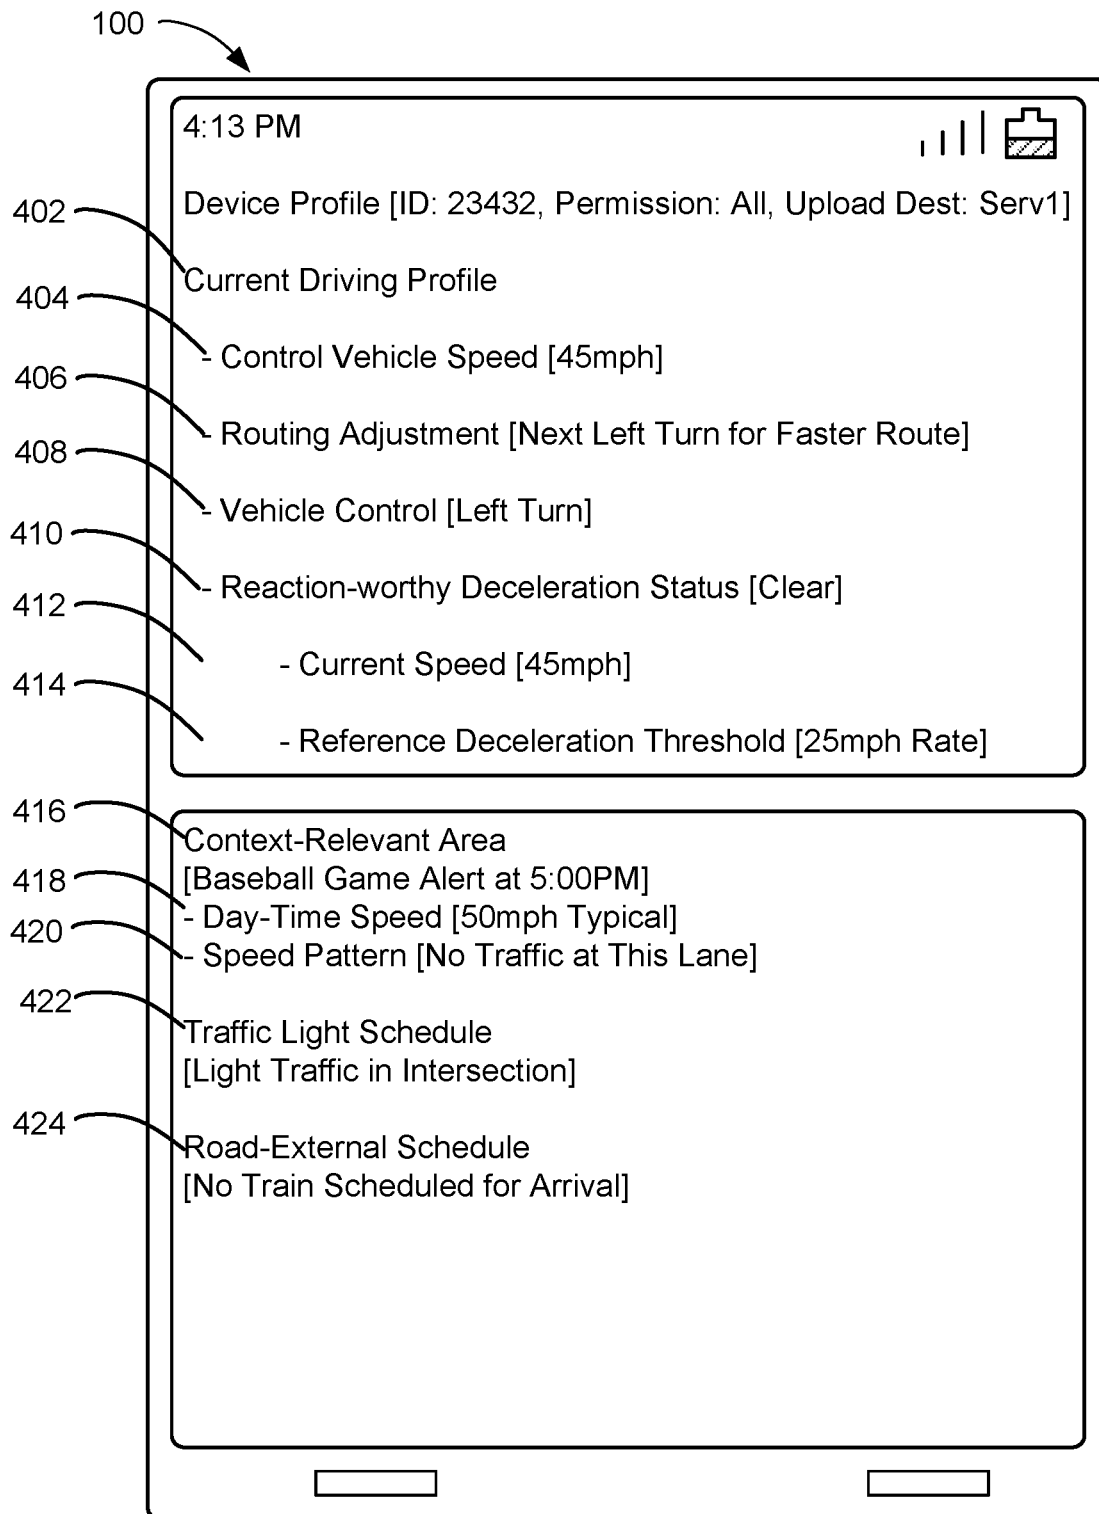 100
4:13 PM
Device Profile [ID: 23432, Permission: All, Upload Dest: Serv1]
402
Current Driving Profile
404
- Control Vehicle Speed [45mph]
406
- Routing Adjustment [Next Left Turn for Faster Route]
408
- Vehicle Control [Left Turn]
410
- Reaction-worthy Deceleration Status [Clear]
412
- Current Speed [45mph]
414
- Reference Deceleration Threshold [25mph Rate]
416
Context-Relevant Area
[Baseball Game Alert at 5:00PM]
418
- Day-Time Speed [50mph Typical]
420
- Speed Pattern [No Traffic at This Lane]
422
Traffic Light Schedule
[Light Traffic in Intersection]
424
Road-External Schedule
[No Train Scheduled for Arrival]